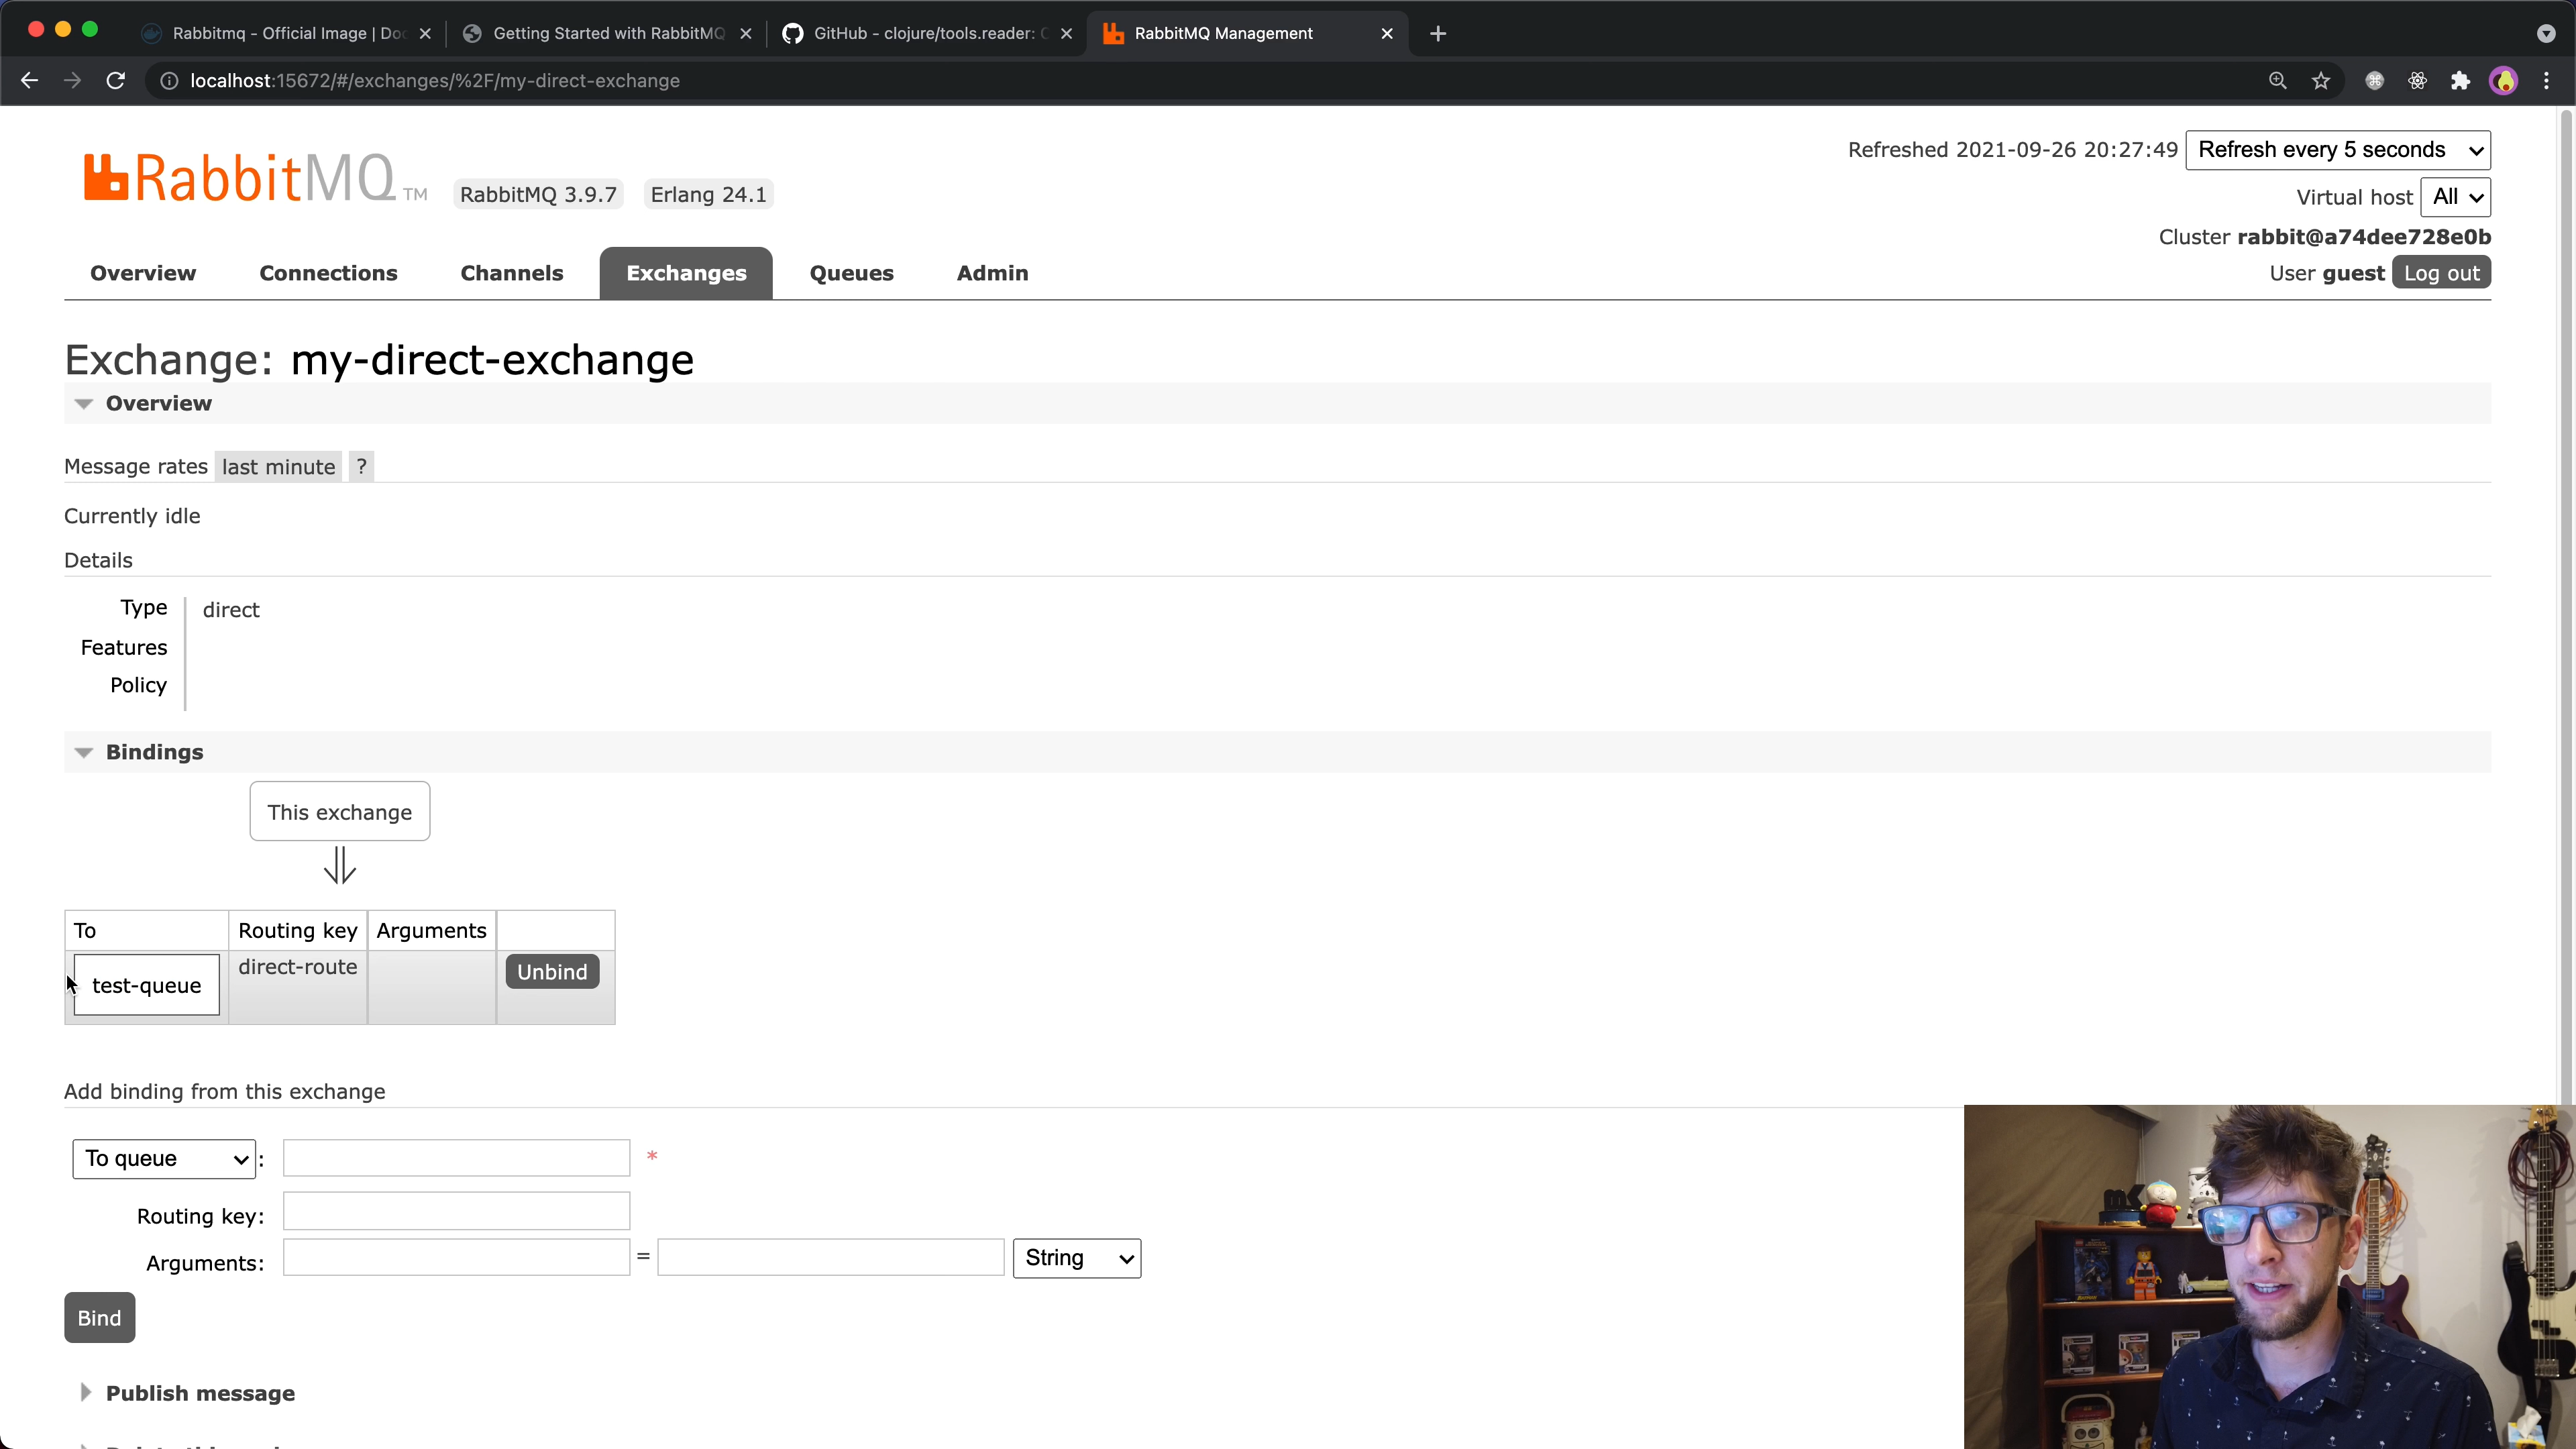 Rabbitmq - Official Image | Doc
Getting Started with RabbitMQ
GitHub - clojure/tools.reader: C
RabbitMQ Management
localhost:15672/#/exchanges/%2F/my-direct-exchange
RabbitMQ TM
RabbitMQ 3.9.7 Erlang 24.1
Refreshed 2021-09-26 20:27:49 Refresh every 5 seconds
Virtual host All
Cluster rabbit@a74dee728e0b
User guest Log out
Overview Connections Channels Exchanges Queues Admin
Exchange: my-direct-exchange
Overview
Message rates last minute ?
Currently idle
Details
Type direct
Features
Policy
Bindings
This exchange
⇓
To Routing key Arguments
test-queue direct-route Unbind
Add binding from this exchange
To queue : *
Routing key:
Arguments: = String
Bind
Publish message